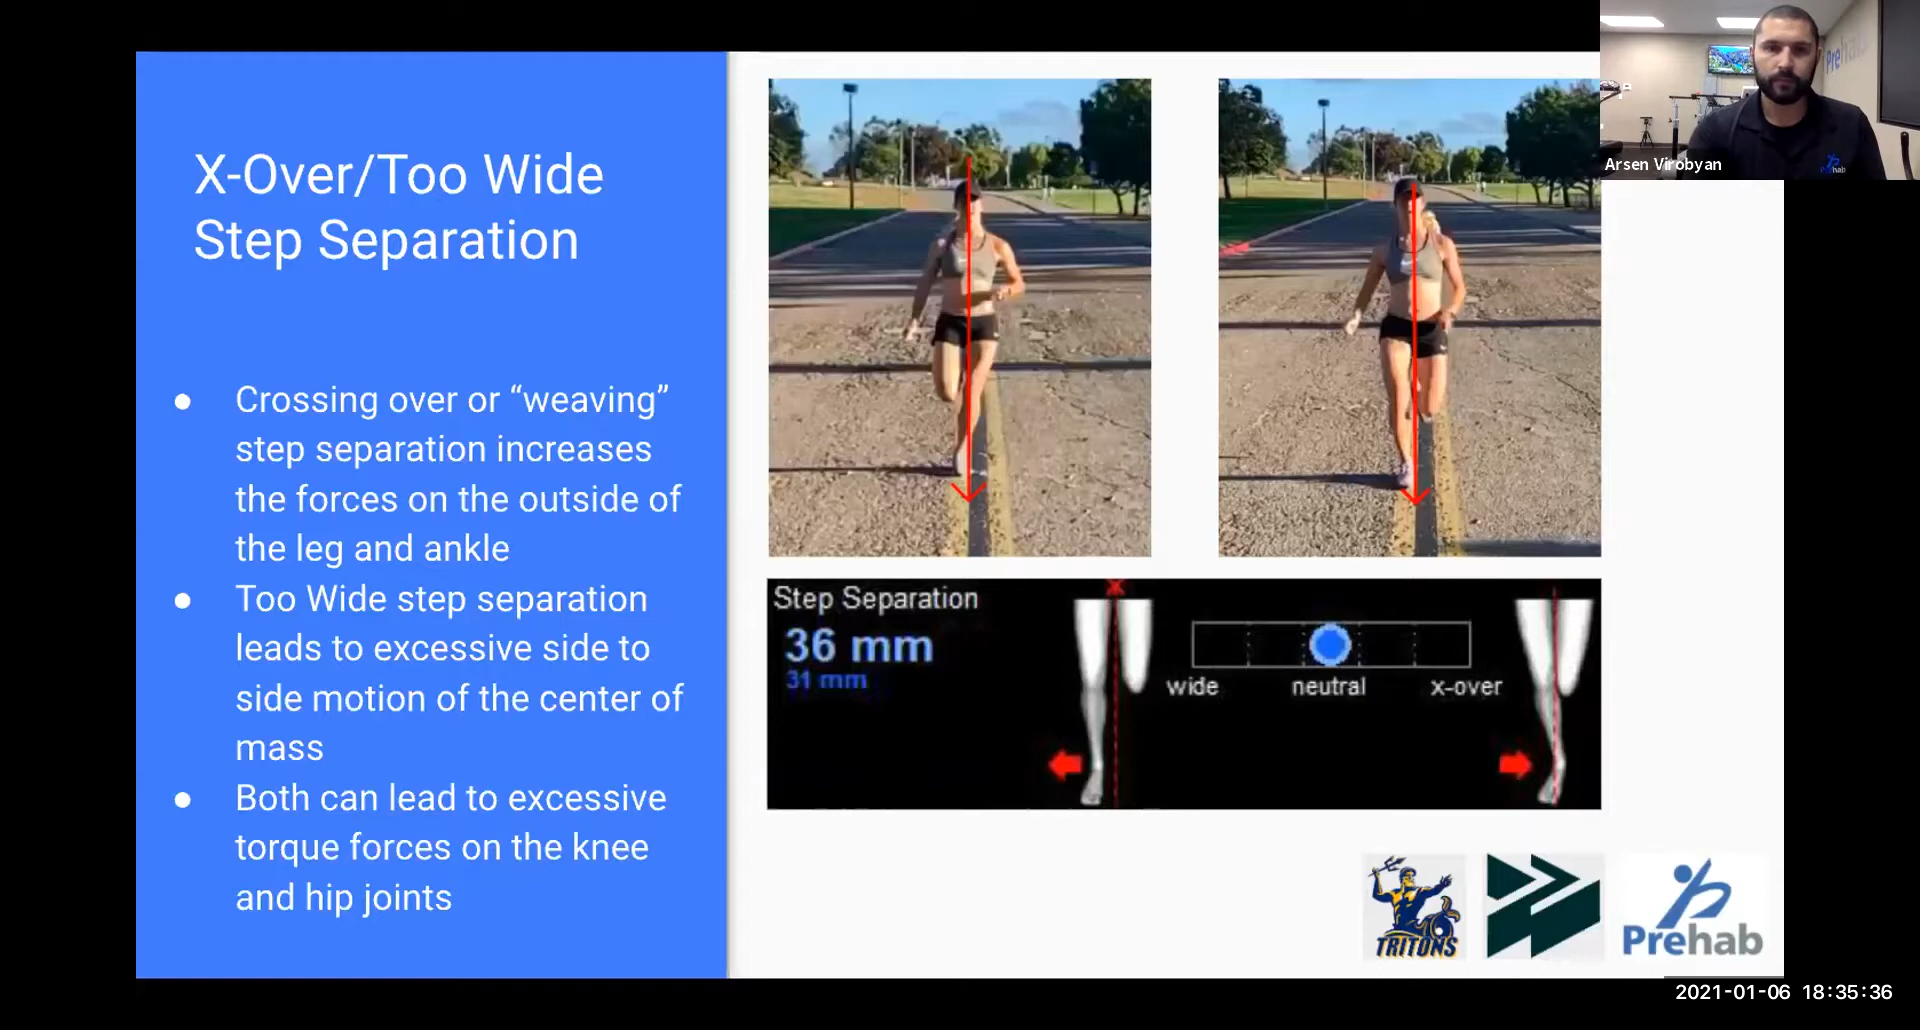 X-Over/Too Wide
Step Separation
● Crossing over or “weaving”
step separation increases
the forces on the outside of
the leg and ankle
● Too Wide step separation
leads to excessive side to
side motion of the center of
mass
● Both can lead to excessive
torque forces on the knee
and hip joints
Step Separation
36 mm
31 mm
wide neutral x-over
TRITONS
Prehab
Arsen Virobyan
2021-01-06 18:35:36